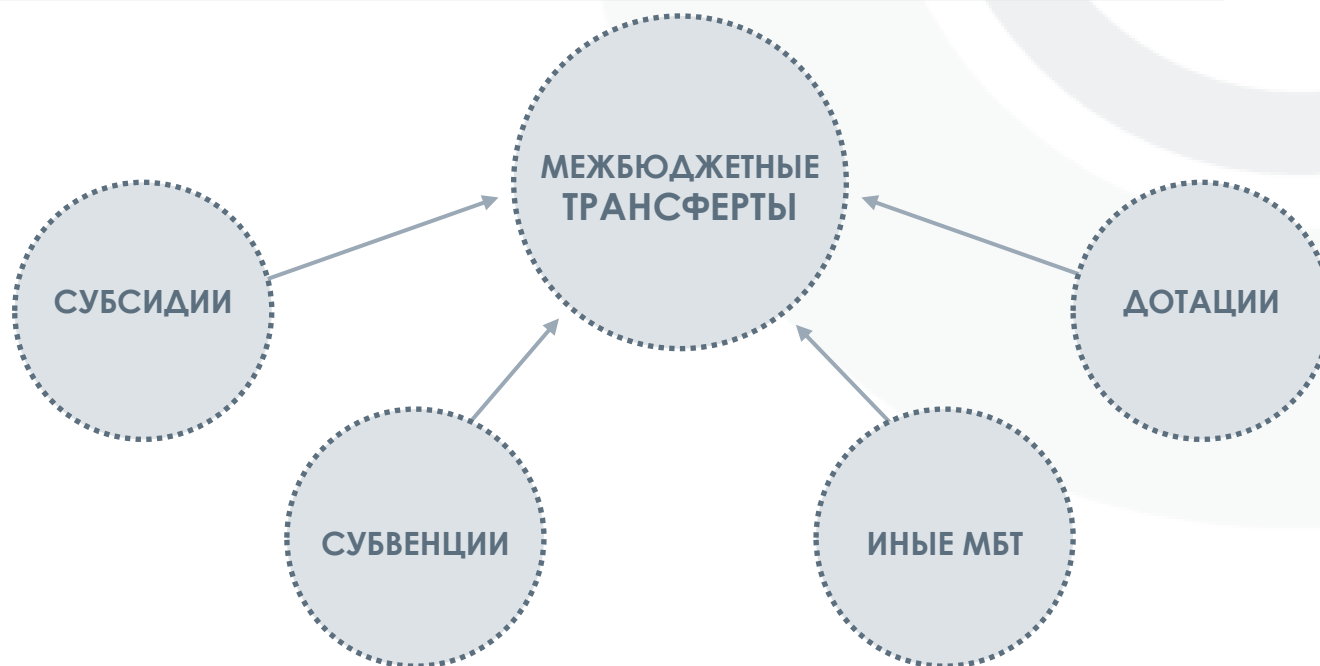 МЕЖБЮДЖЕТНЫЕ
ТРАНСФЕРТЫ
СУБСИДИИ
ДОТАЦИИ
СУБВЕНЦИИ
ИНЫЕ МБТ